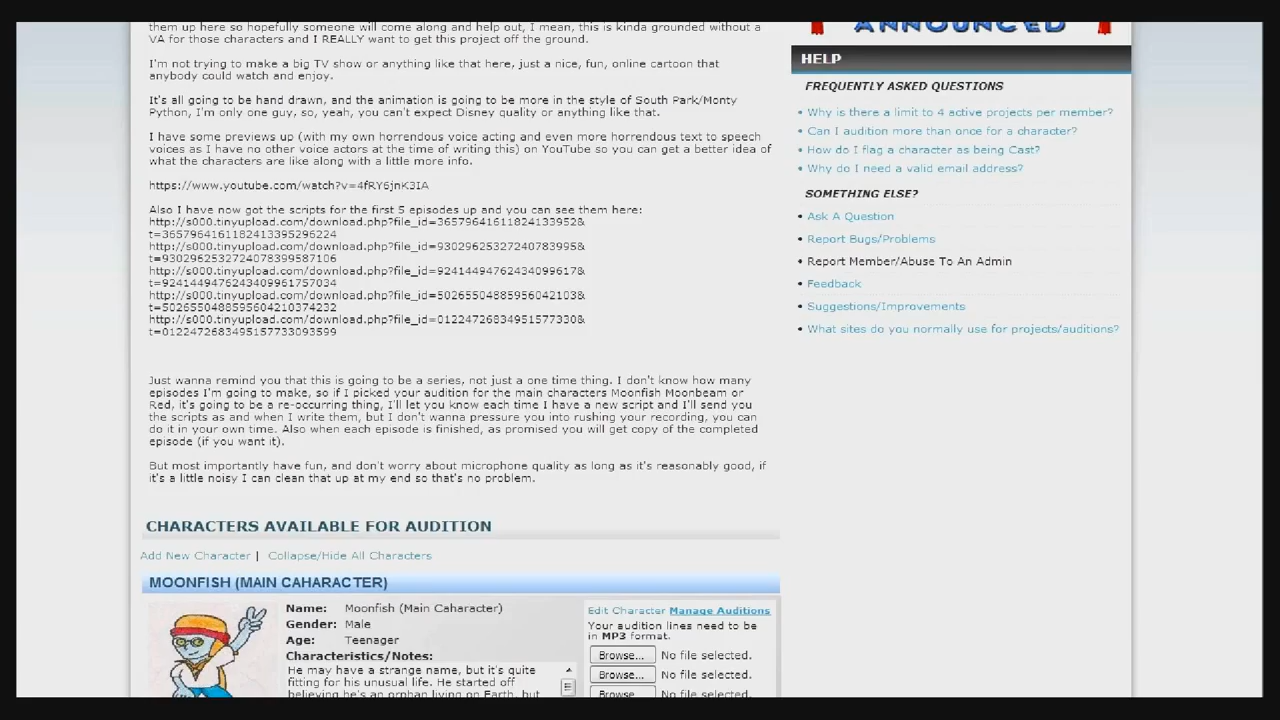 them up here so hopefully someone will come along and help out, I mean, this is kinda grounded without a
VA for those characters and I REALLY want to get this project off the ground.
I'm not trying to make a big TV show or anything like that here, just a nice, fun, online cartoon that
anybody could watch and enjoy.
It's all going to be hand drawn, and the animation is going to be more in the style of South Park/Monty
Python, I'm only one guy, so, yeah, you can't expect Disney quality or anything like that.
I have some previews up (with my own horrendous voice acting and even more horrendous text to speech
voices as I have no other voice actors at the time of writing this) on YouTube so you can get a better idea of
what the characters are like along with a little more info.
https://www.youtube.com/watch?v=4fRY6jnK3IA
Also I have now got the scripts for the first 5 episodes up and you can see them here:
http://s000.tinyupload.com/download.php?file_id=36579641611824133952&
t=3657964161182413395296224
http://s000.tinyupload.com/download.php?file_id=93029625327240783995&
t=9302962532724078399587106
http://s000.tinyupload.com/download.php?file_id=92414494762434099617&
t=9241449476243409961757034
http://s000.tinyupload.com/download.php?file_id=50265504885956042103&
t=5026550488595604210374232
http://s000.tinyupload.com/download.php?file_id=01224726834951577330&
t=0122472683495157733093599
Just wanna remind you that this is going to be a series, not just a one time thing. I don't know how many
episodes I'm going to make, so if I picked your audition for the main characters Moonfish Moonbeam or
Red, it's going to be a re-occurring thing, I'll let you know each time I have a new script and I'll send you
the scripts as and when I write them, but I don't wanna pressure you into rushing your recording, you can
do it in your own time. Also when each episode is finished, as promised you will get copy of the completed
episode (if you want it).
But most importantly have fun, and don't worry about microphone quality as long as it's reasonably good, if
it's a little noisy I can clean that up at my end so that's no problem.
CHARACTERS AVAILABLE FOR AUDITION
Add New Character | Collapse/Hide All Characters
MOONFISH (MAIN CAHARACTER)
Name: Moonfish (Main Caharacter)
Gender: Male
Age: Teenager
Characteristics/Notes:
He may have a strange name, but it's quite
fitting for his unusual life. He started off
believing he's an orphan living on Earth, but
Edit Character Manage Auditions
Your audition lines need to be
in MP3 format.
Browse... No file selected.
Browse... No file selected.
Browse... No file selected.
ANNOUNCED
HELP
FREQUENTLY ASKED QUESTIONS
• Why is there a limit to 4 active projects per member?
• Can I audition more than once for a character?
• How do I flag a character as being Cast?
• Why do I need a valid email address?
SOMETHING ELSE?
• Ask A Question
• Report Bugs/Problems
• Report Member/Abuse To An Admin
• Feedback
• Suggestions/Improvements
• What sites do you normally use for projects/auditions?